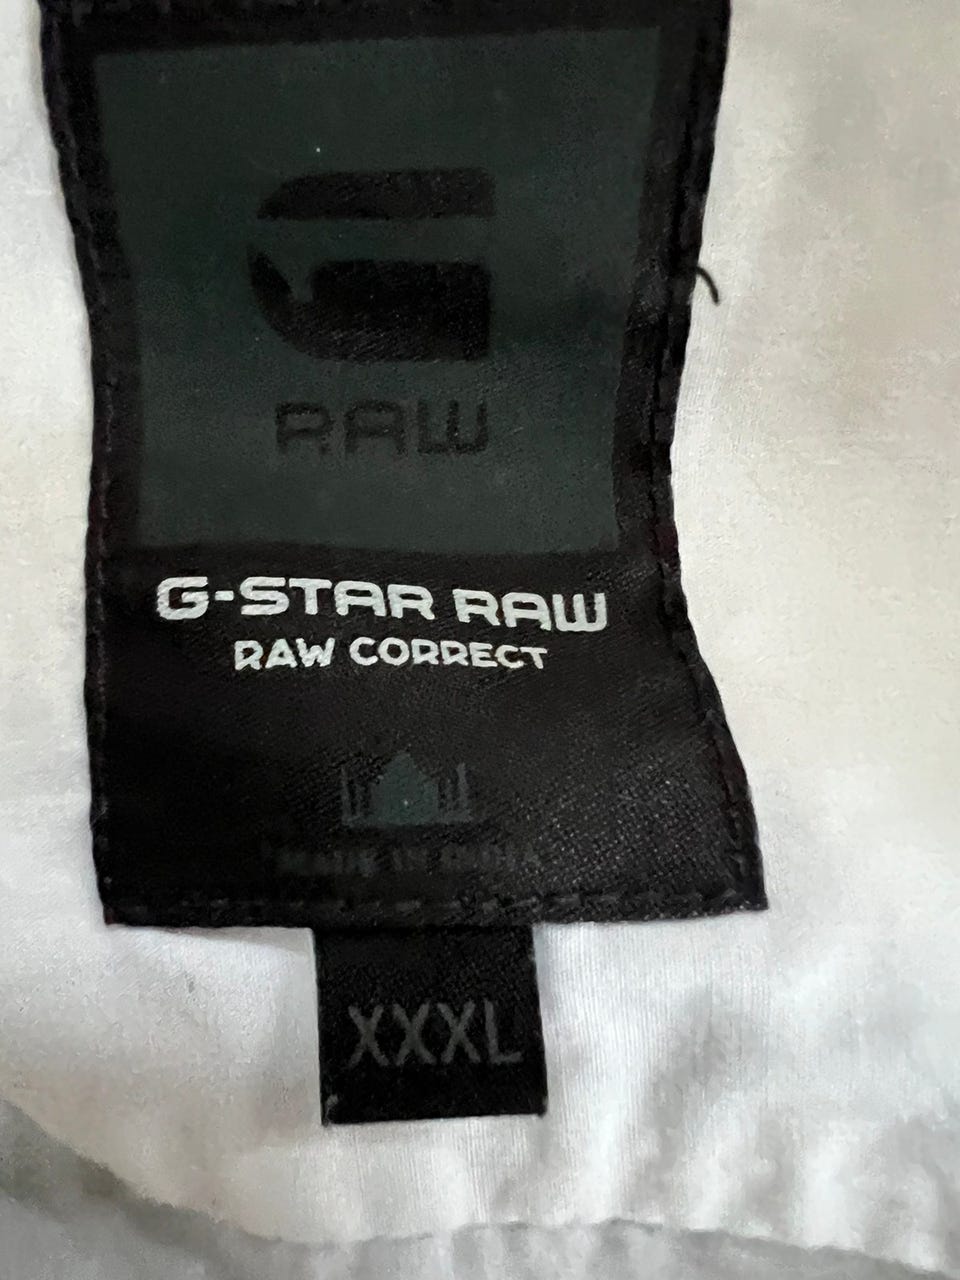 RAW
G-STAR RAW
RAW CORRECT
MADE IN INDIA
XXXL